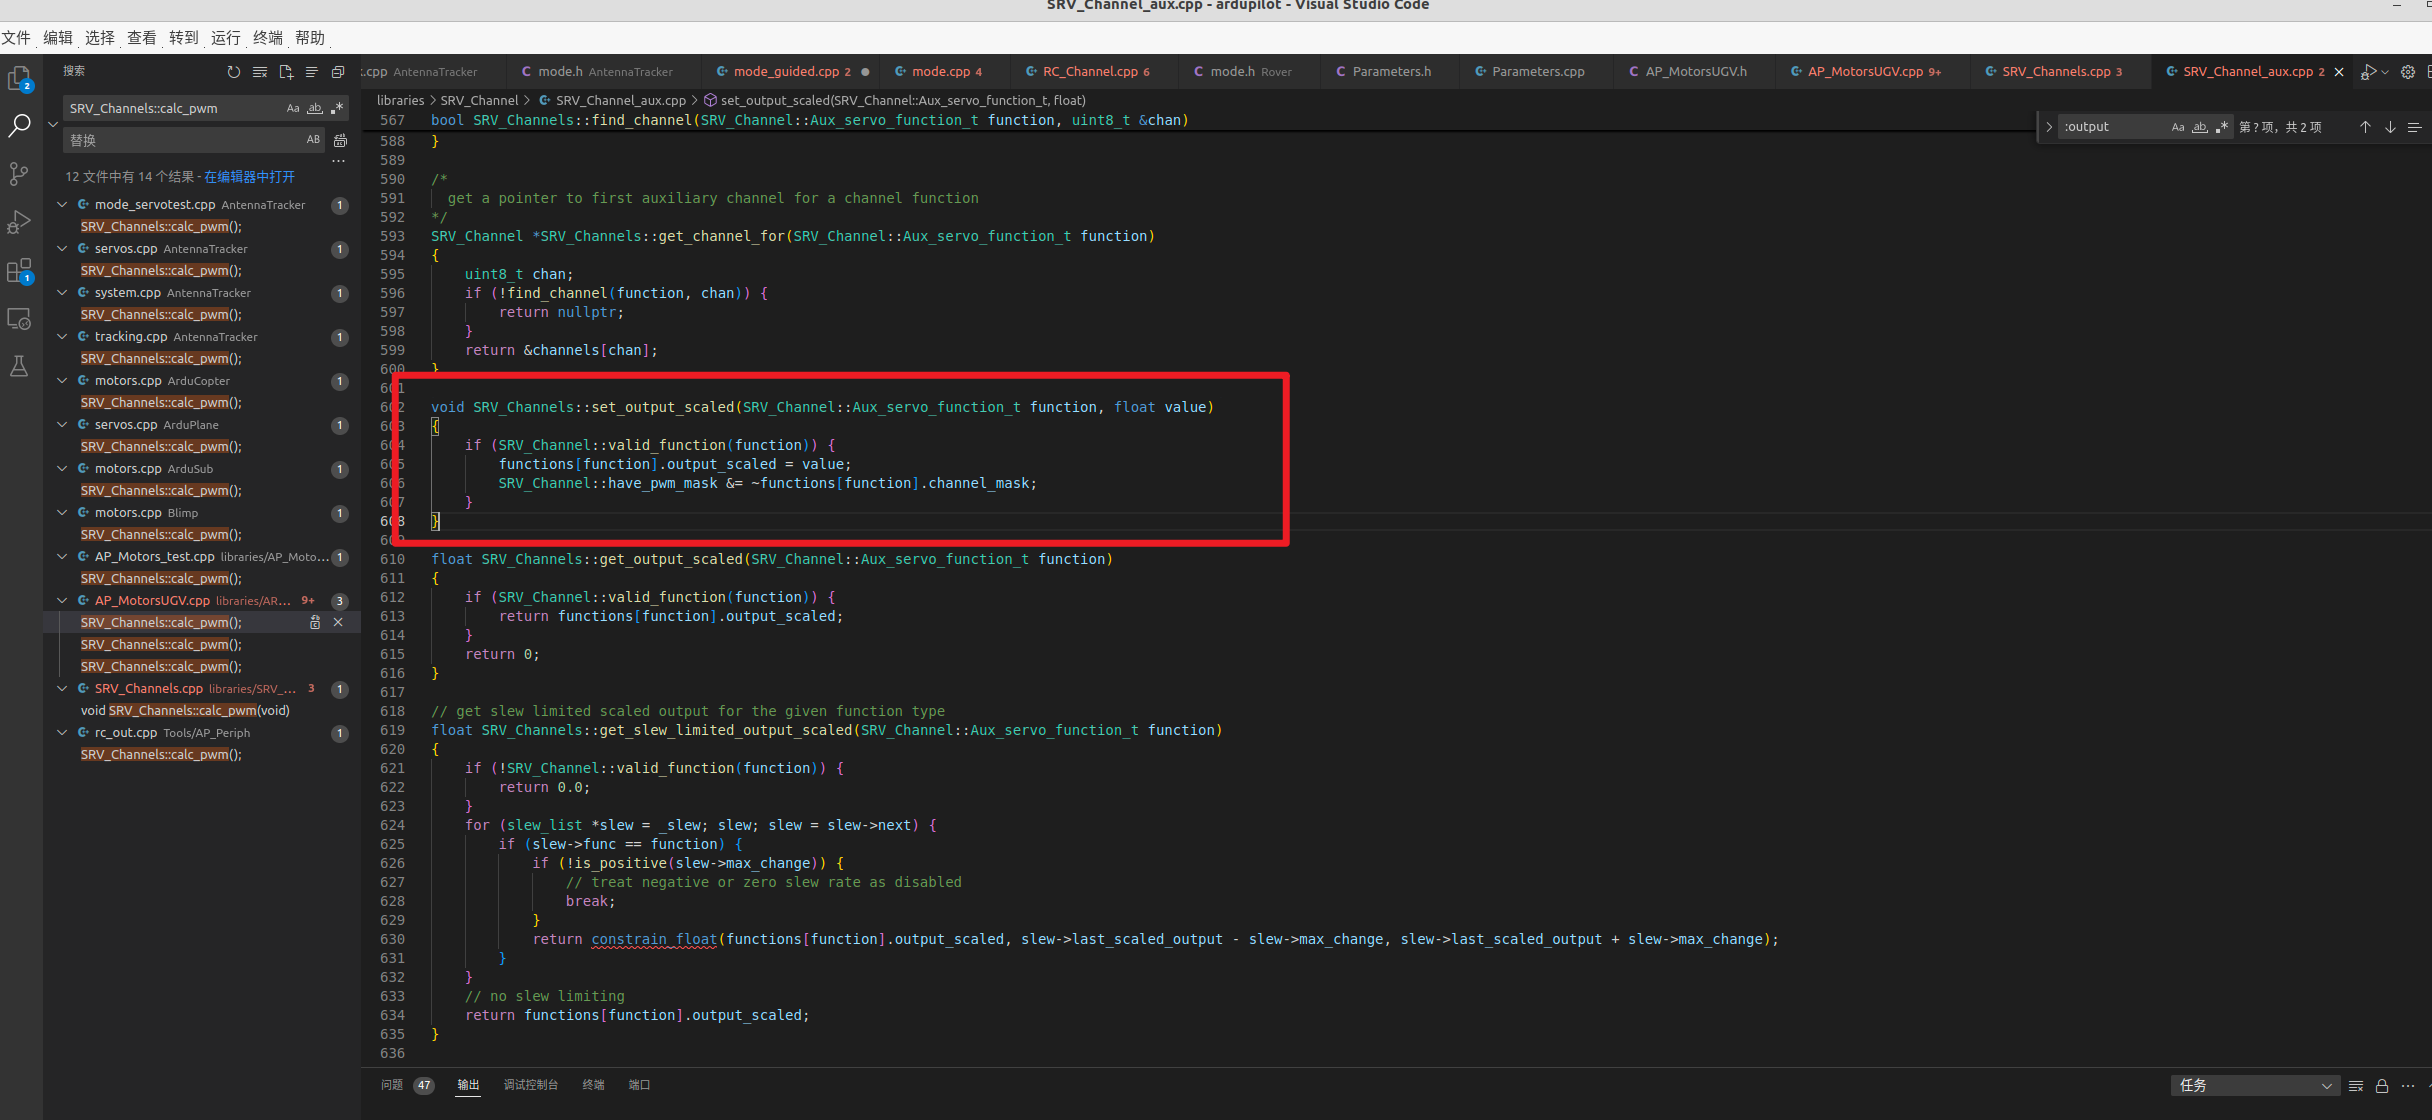 SRV_Channel_aux.cpp - ardupilot - Visual Studio Code
文件 编辑 选择 查看 转到 运行 终端 帮助
.cpp AntennaTracker mode.h AntennaTracker mode_guided.cpp 2 mode.cpp 4 RC_Channel.cpp 6 mode.h Rover Parameters.h Parameters.cpp AP_MotorsUGV.h AP_MotorsUGV.cpp 9+ SRV_Channels.cpp 3 SRV_Channel_aux.cpp 2
libraries > SRV_Channel > SRV_Channel_aux.cpp > set_output_scaled(SRV_Channel::Aux_servo_function_t, float)
搜索
SRV_Channels::calc_pwm Aa ab .*
替换 AB
12 文件中有 14 个结果 - 在编辑器中打开
mode_servotest.cpp AntennaTracker 1
SRV_Channels::calc_pwm();
servos.cpp AntennaTracker 1
SRV_Channels::calc_pwm();
system.cpp AntennaTracker 1
SRV_Channels::calc_pwm();
tracking.cpp AntennaTracker 1
SRV_Channels::calc_pwm();
motors.cpp ArduCopter 1
SRV_Channels::calc_pwm();
servos.cpp ArduPlane 1
SRV_Channels::calc_pwm();
motors.cpp ArduSub 1
SRV_Channels::calc_pwm();
motors.cpp Blimp 1
SRV_Channels::calc_pwm();
AP_Motors_test.cpp libraries/AP_Moto... 1
SRV_Channels::calc_pwm();
AP_MotorsUGV.cpp libraries/AR... 9+ 3
SRV_Channels::calc_pwm();
SRV_Channels::calc_pwm();
SRV_Channels::calc_pwm();
SRV_Channels.cpp libraries/SRV_... 3 1
void SRV_Channels::calc_pwm(void)
rc_out.cpp Tools/AP_Periph 1
SRV_Channels::calc_pwm();
2
1
:output Aa ab .* 第 ? 项，共 2 项
567 bool SRV_Channels::find_channel(SRV_Channel::Aux_servo_function_t function, uint8_t &chan)
588 }
589
590 /*
591 get a pointer to first auxiliary channel for a channel function
592 */
593 SRV_Channel *SRV_Channels::get_channel_for(SRV_Channel::Aux_servo_function_t function)
594 {
595 uint8_t chan;
596 if (!find_channel(function, chan)) {
597 return nullptr;
598 }
599 return &channels[chan];
600 }
601
602 void SRV_Channels::set_output_scaled(SRV_Channel::Aux_servo_function_t function, float value)
603 {
604 if (SRV_Channel::valid_function(function)) {
605 functions[function].output_scaled = value;
606 SRV_Channel::have_pwm_mask &= ~functions[function].channel_mask;
607 }
608 }
609
610 float SRV_Channels::get_output_scaled(SRV_Channel::Aux_servo_function_t function)
611 {
612 if (SRV_Channel::valid_function(function)) {
613 return functions[function].output_scaled;
614 }
615 return 0;
616 }
617
618 // get slew limited scaled output for the given function type
619 float SRV_Channels::get_slew_limited_output_scaled(SRV_Channel::Aux_servo_function_t function)
620 {
621 if (!SRV_Channel::valid_function(function)) {
622 return 0.0;
623 }
624 for (slew_list *slew = _slew; slew; slew = slew->next) {
625 if (slew->func == function) {
626 if (!is_positive(slew->max_change)) {
627 // treat negative or zero slew rate as disabled
628 break;
629 }
630 return constrain_float(functions[function].output_scaled, slew->last_scaled_output - slew->max_change, slew->last_scaled_output + slew->max_change);
631 }
632 }
633 // no slew limiting
634 return functions[function].output_scaled;
635 }
636
问题 47 输出 调试控制台 终端 端口
任务